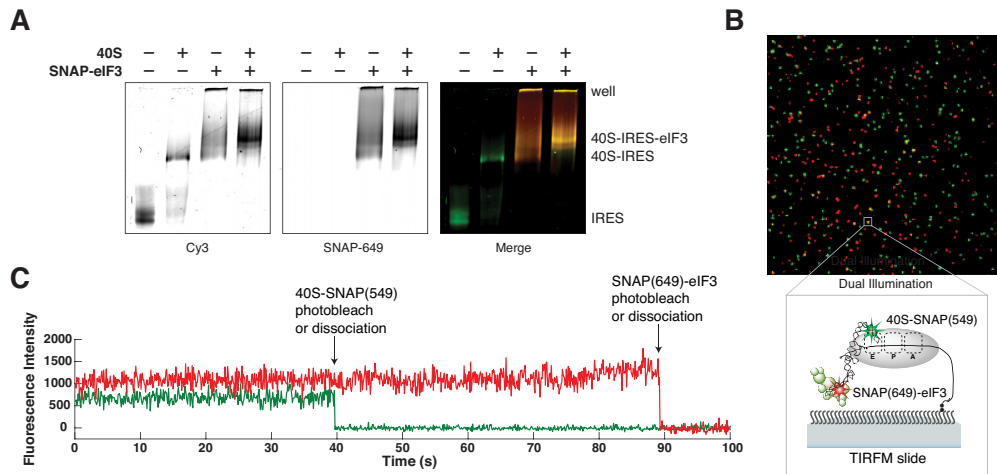 A
40S − + − +
SNAP-eIF3 − − + +
− + − +
− − + +
− + − +
− − + +
well
40S-IRES-eIF3
40S-IRES
IRES
Cy3
SNAP-649
Merge
B
Dual Illumination
Dual Illumination
40S-SNAP(549)
E P A
SNAP(649)-eIF3
TIRFM slide
C
40S-SNAP(549)
photobleach
or dissociation
SNAP(649)-eIF3
photobleach
or dissociation
Fluorescence Intensity
2000
1500
1000
500
0
0 10 20 30 40 50 60 70 80 90 100
Time (s)